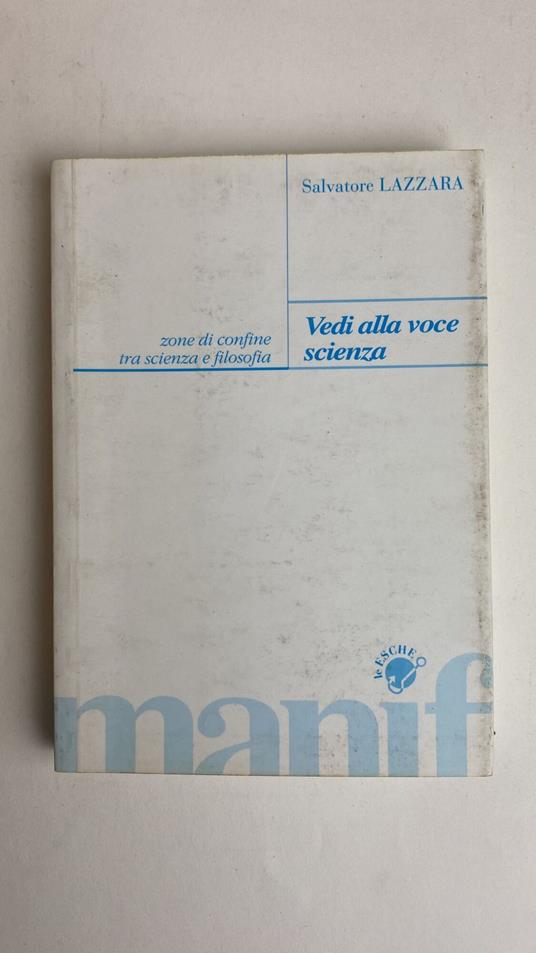 Salvatore LAZZARA
Vedi alla voce
scienza
zone di confine
tra scienza e filosofia
le ESCHE
manif